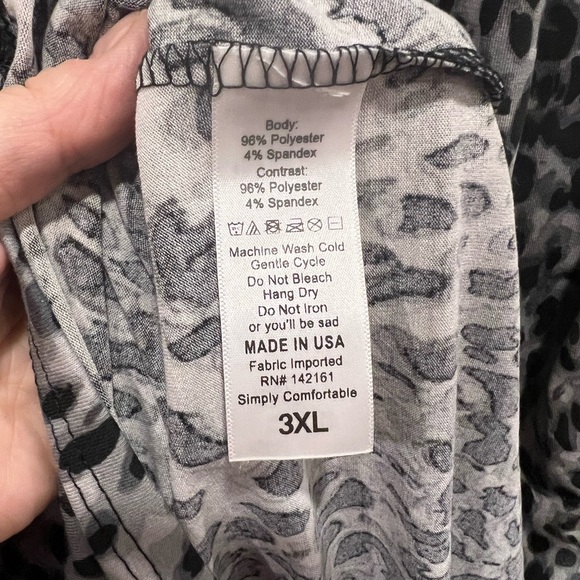 Body:
96% Polyester
4% Spandex
Contrast:
96% Polyester
4% Spandex
Machine Wash Cold
Gentle Cycle
Do Not Bleach
Hang Dry
Do Not Iron
or you'll be sad
MADE IN USA
Fabric Imported
RN# 142161
Simply Comfortable
3XL